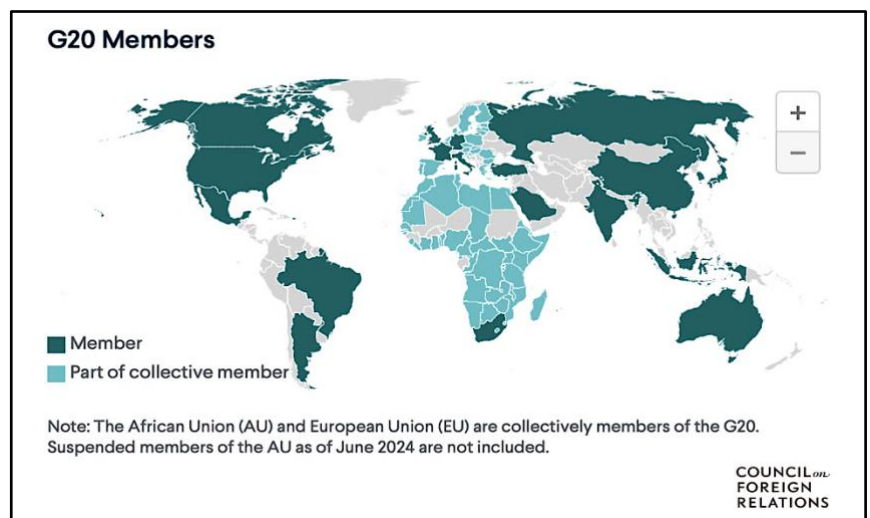 G20 Members
+
−
Member
Part of collective member
Note: The African Union (AU) and European Union (EU) are collectively members of the G20.
Suspended members of the AU as of June 2024 are not included.
COUNCIL on
FOREIGN
RELATIONS